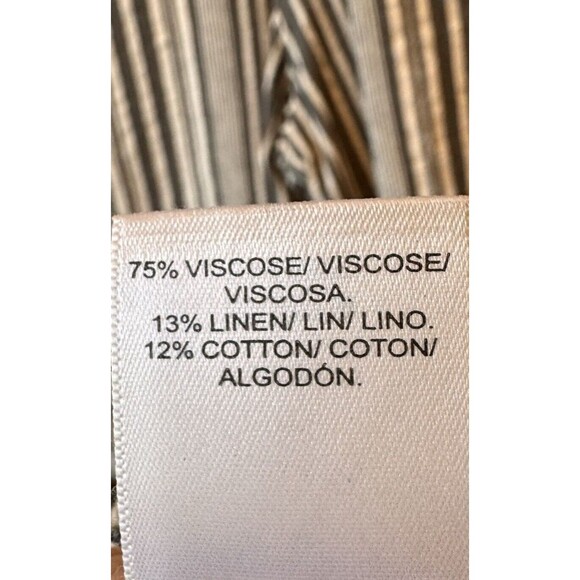 75% VISCOSE/ VISCOSE/
VISCOSA.
13% LINEN/ LIN/ LINO.
12% COTTON/ COTON/
ALGODÓN.